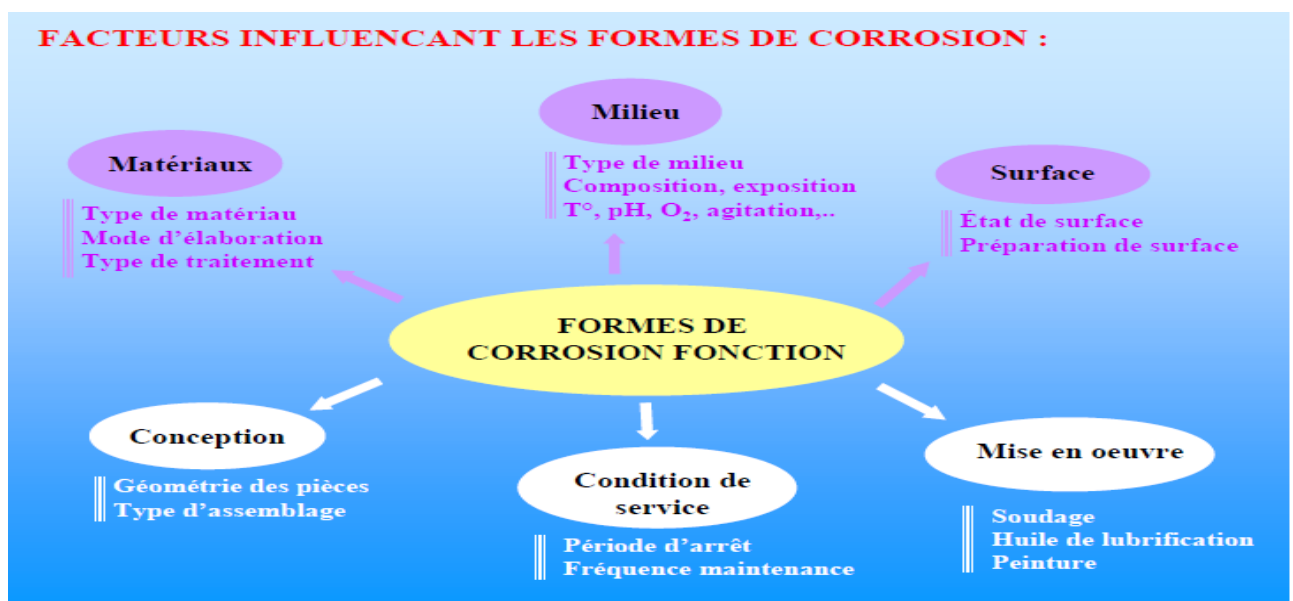 FACTEURS INFLUENCANT LES FORMES DE CORROSION :
Milieu
Type de milieu
Composition, exposition
T°, pH, O₂, agitation,..
Matériaux
Type de matériau
Mode d'élaboration
Type de traitement
Surface
État de surface
Préparation de surface
FORMES DE
CORROSION FONCTION
Conception
Géométrie des pièces
Type d'assemblage
Condition de
service
Période d'arrêt
Fréquence maintenance
Mise en oeuvre
Soudage
Huile de lubrification
Peinture